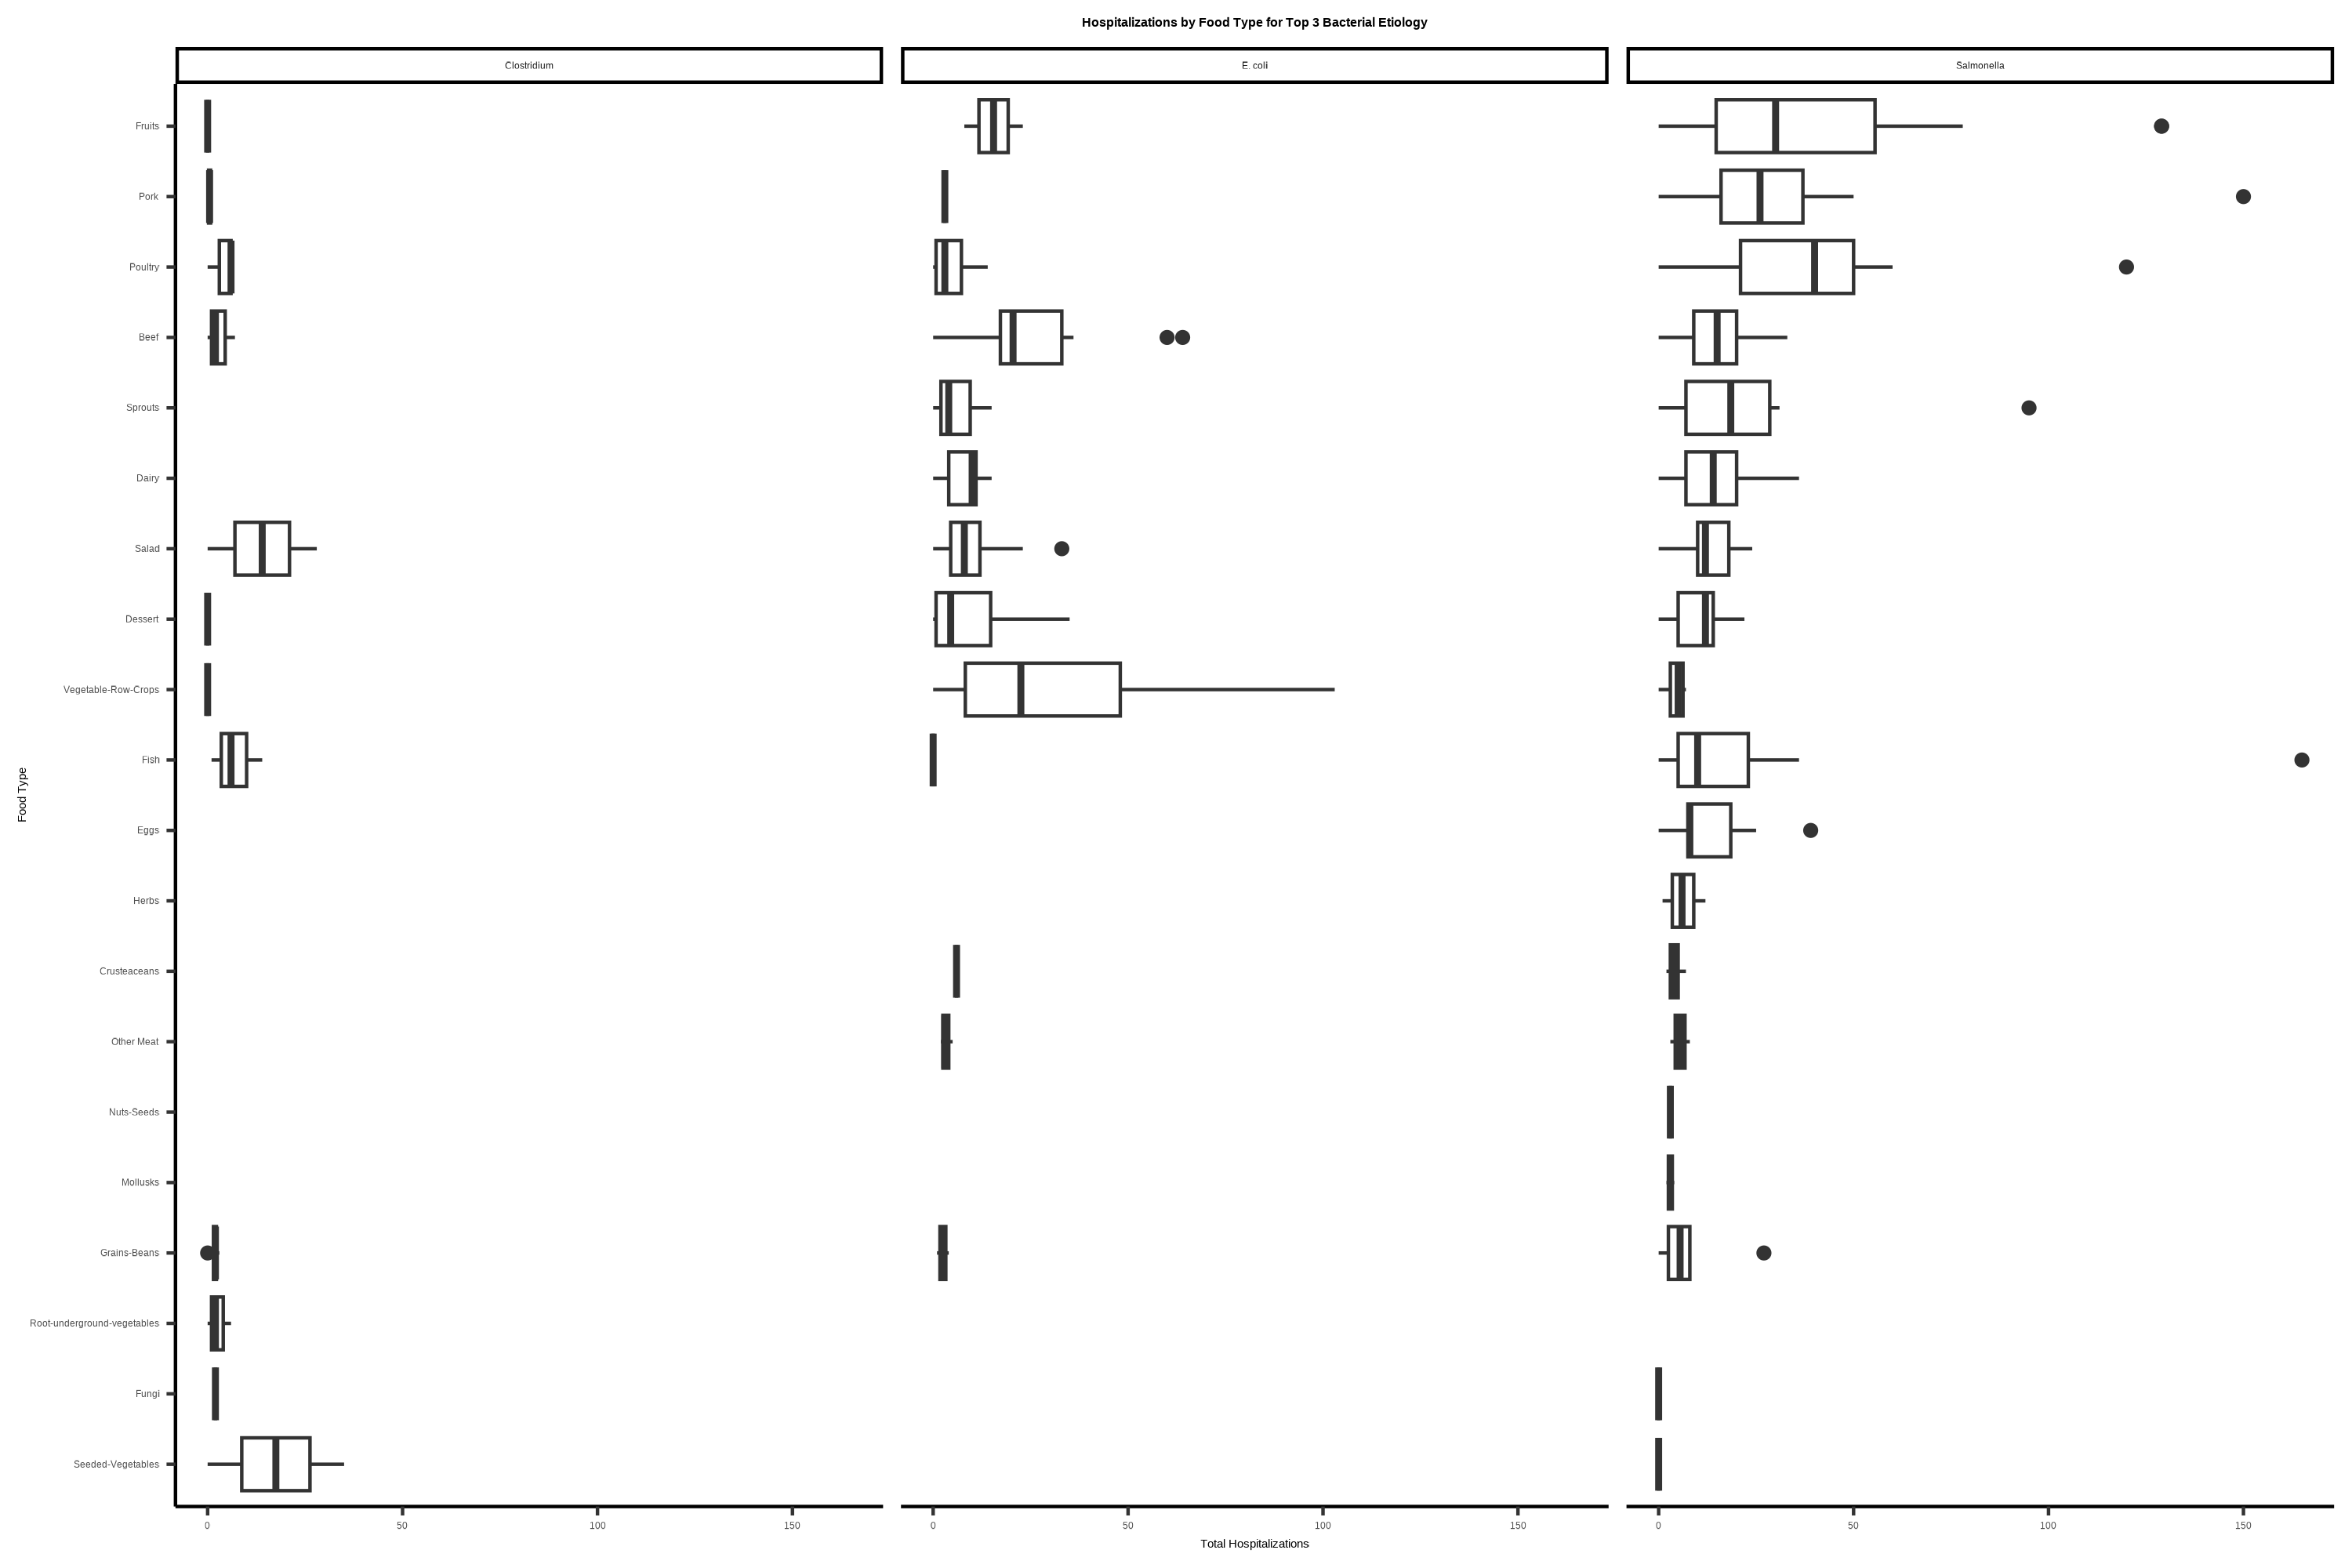 Hospitalizations by Food Type for Top 3 Bacterial Etiology
Clostridium
E. coli
Salmonella
Food Type
Fruits
Pork
Poultry
Beef
Sprouts
Dairy
Salad
Dessert
Vegetable-Row-Crops
Fish
Eggs
Herbs
Crusteaceans
Other Meat
Nuts-Seeds
Mollusks
Grains-Beans
Root-underground-vegetables
Fungi
Seeded-Vegetables
0 50 100 150
0 50 100 150
0 50 100 150
Total Hospitalizations